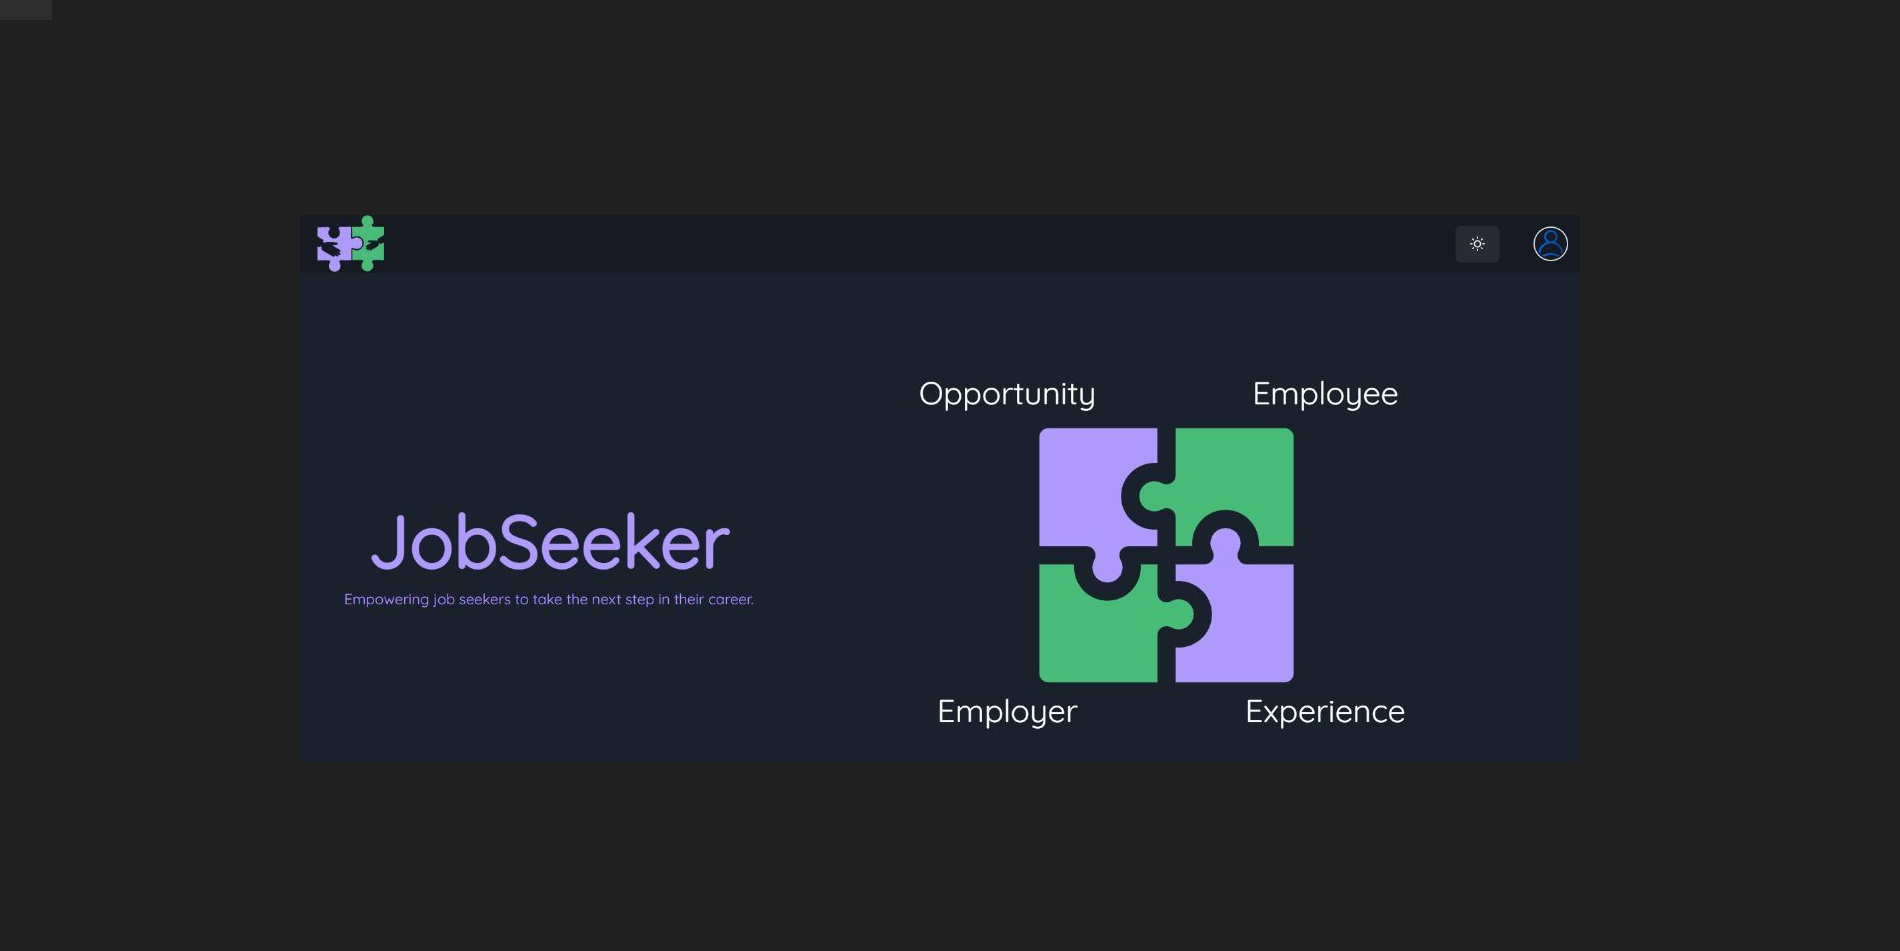 Opportunity
Employee
JobSeeker
Empowering job seekers to take the next step in their career.
Employer
Experience